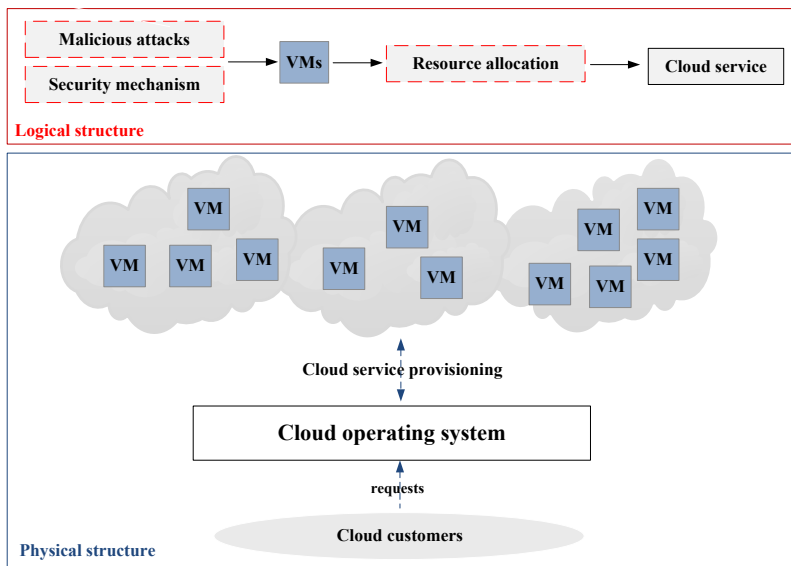 Malicious attacks
Security mechanism
VMs
Resource allocation
Cloud service
Logical structure
VM
VM
VM
VM
VM
VM
VM
VM
VM
VM
VM
VM
Cloud service provisioning
Cloud operating system
requests
Cloud customers
Physical structure